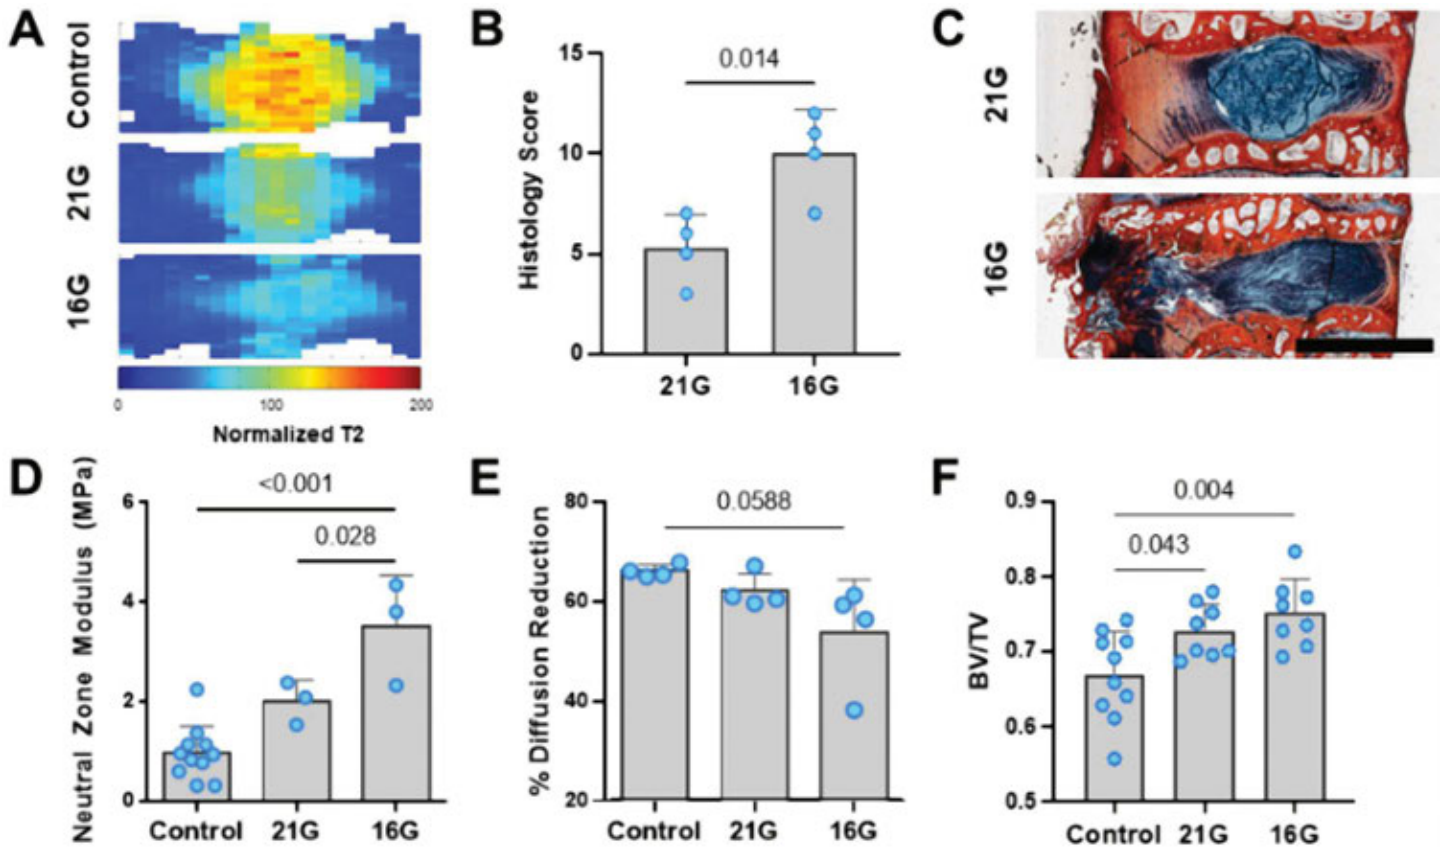 A
Control
21G
16G
0
100
200
Normalized T2
B
Histology Score
15
10
5
0
0.014
21G
16G
C
21G
16G
D
Neutral Zone Modulus (MPa)
6
4
2
0
<0.001
0.028
Control
21G
16G
E
% Diffusion Reduction
80
60
40
20
0.0588
Control
21G
16G
F
BV/TV
0.9
0.8
0.7
0.6
0.5
0.004
0.043
Control
21G
16G